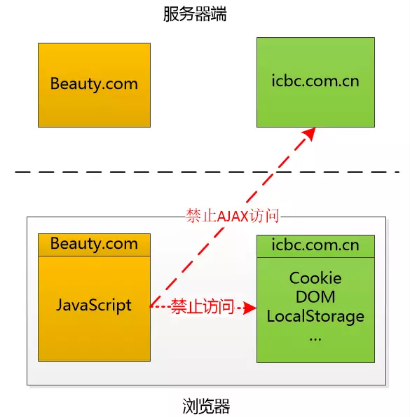 服务器端
Beauty.com
icbc.com.cn
禁止AJAX访问
Beauty.com
icbc.com.cn
JavaScript
禁止访问
Cookie
DOM
LocalStorage
...
浏览器